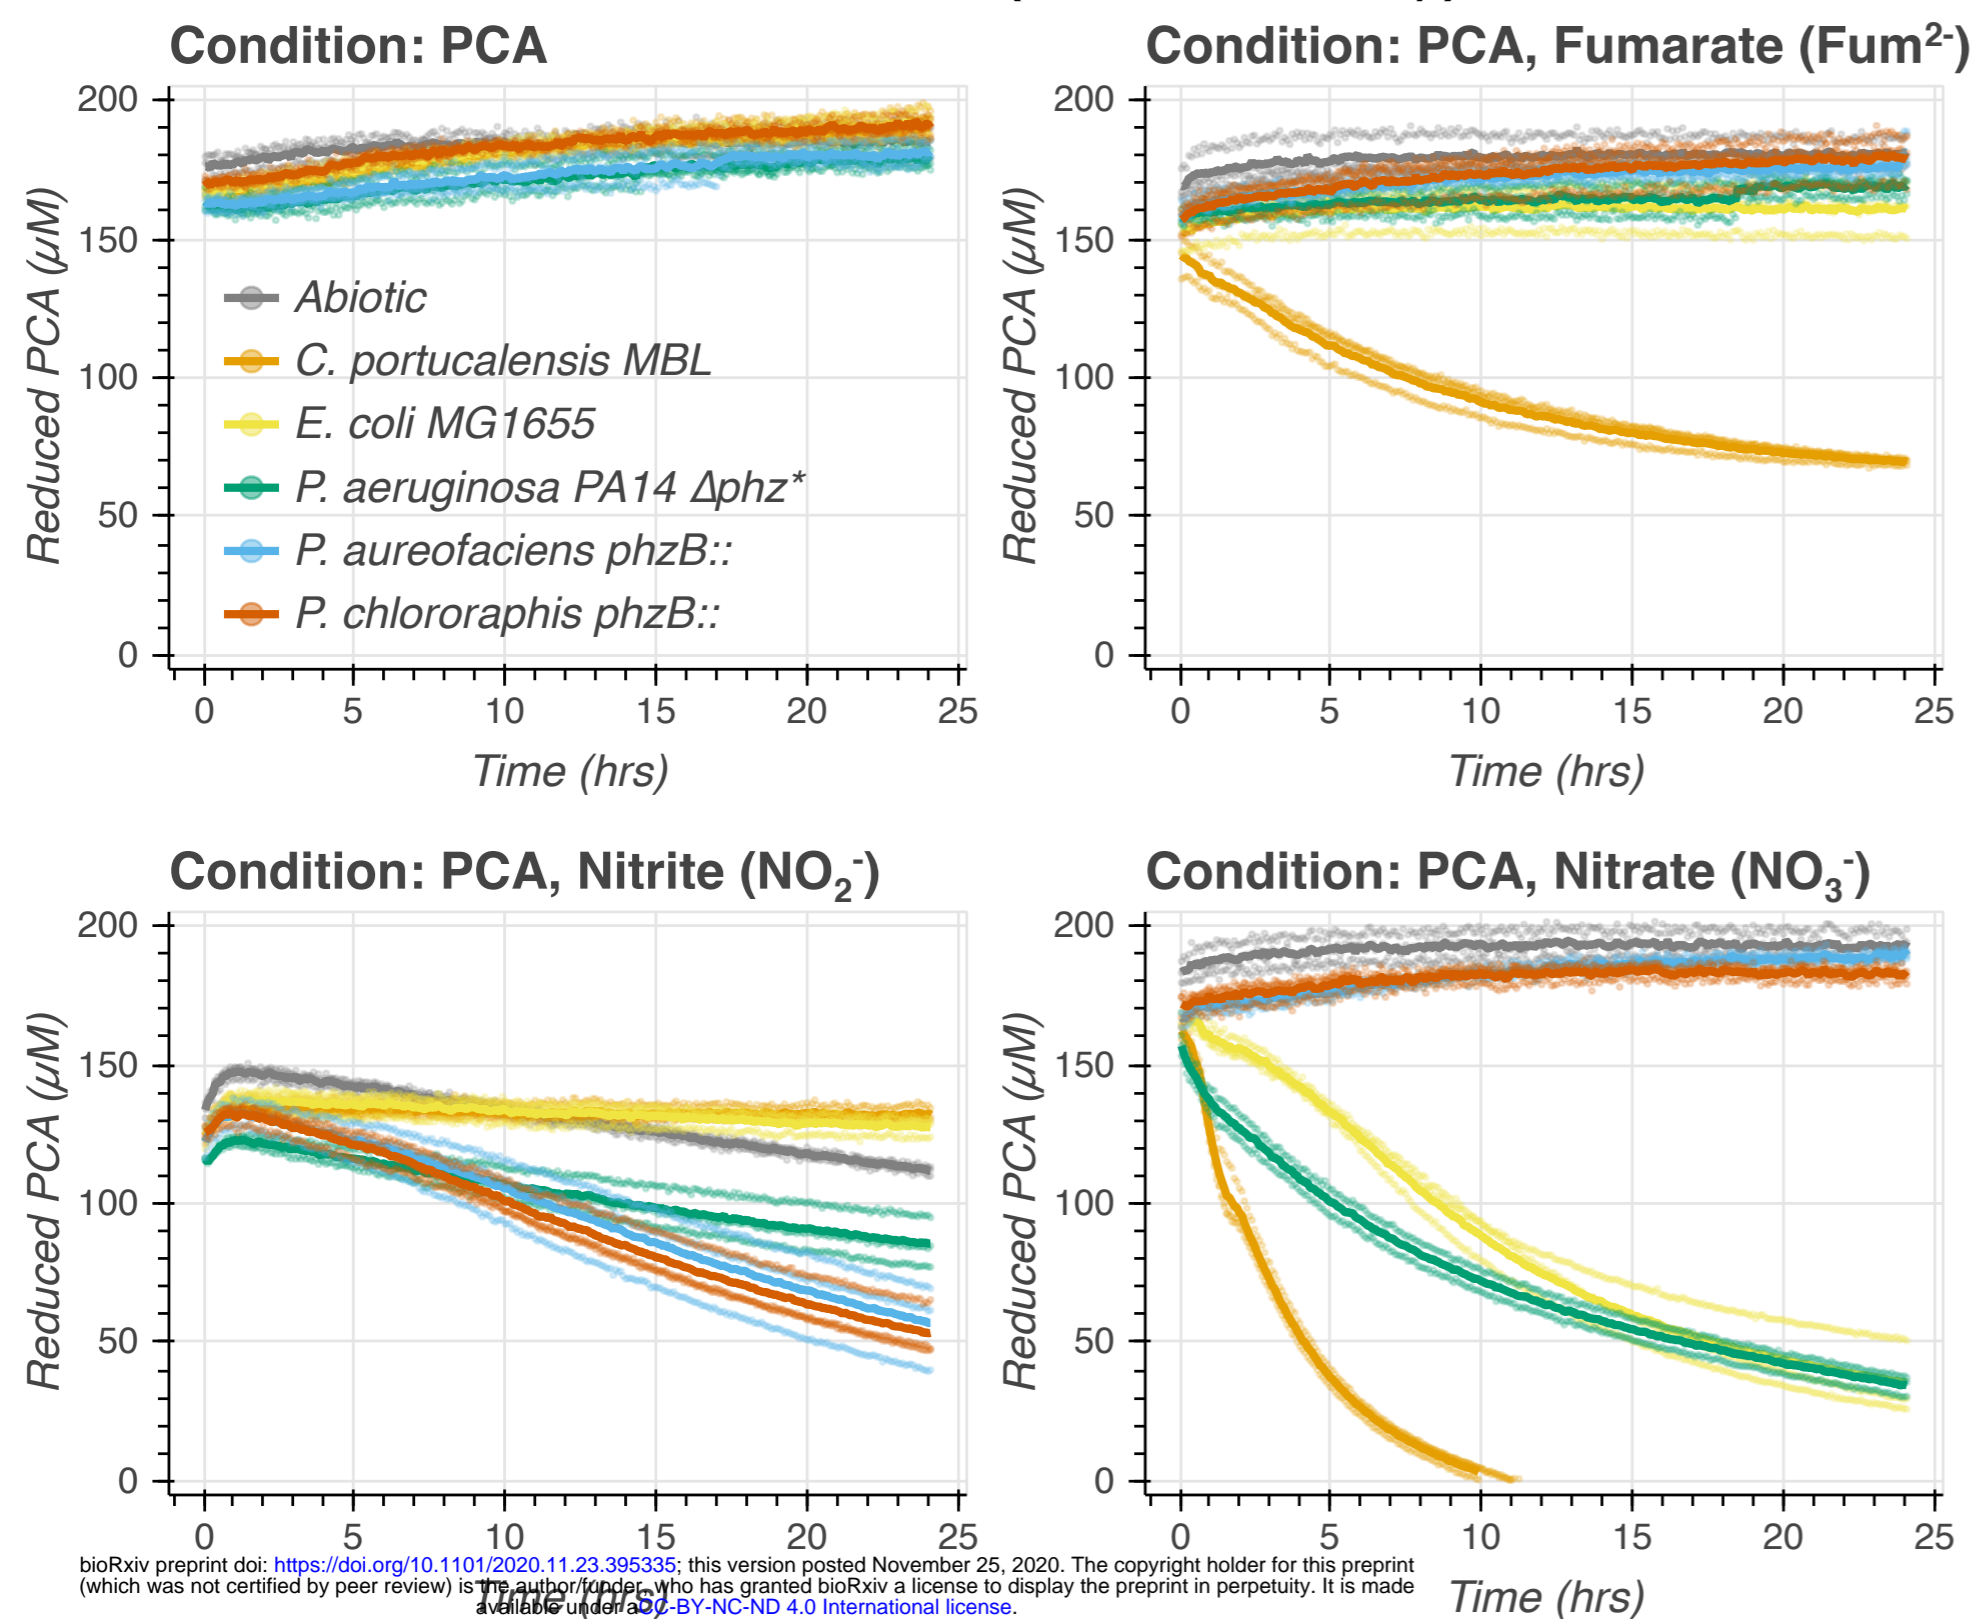 Condition: PCA
200
150
100
50
0
Reduced PCA (μM)
Abiotic
C. portucalensis MBL
E. coli MG1655
P. aeruginosa PA14 Δphz*
P. aureofaciens phzB::
P. chlororaphis phzB::
0 5 10 15 20 25
Time (hrs)
Condition: PCA, Fumarate (Fum²⁻)
200
150
100
50
0
Reduced PCA (μM)
0 5 10 15 20 25
Time (hrs)
Condition: PCA, Nitrite (NO₂⁻)
200
150
100
50
0
Reduced PCA (μM)
0 5 10 15 20 25
Time (hrs)
Condition: PCA, Nitrate (NO₃⁻)
200
150
100
50
0
Reduced PCA (μM)
0 5 10 15 20 25
Time (hrs)
bioRxiv preprint doi: https://doi.org/10.1101/2020.11.23.395335; this version posted November 25, 2020. The copyright holder for this preprint
(which was not certified by peer review) is the author/funder, who has granted bioRxiv a license to display the preprint in perpetuity. It is made
available under aCC-BY-NC-ND 4.0 International license.